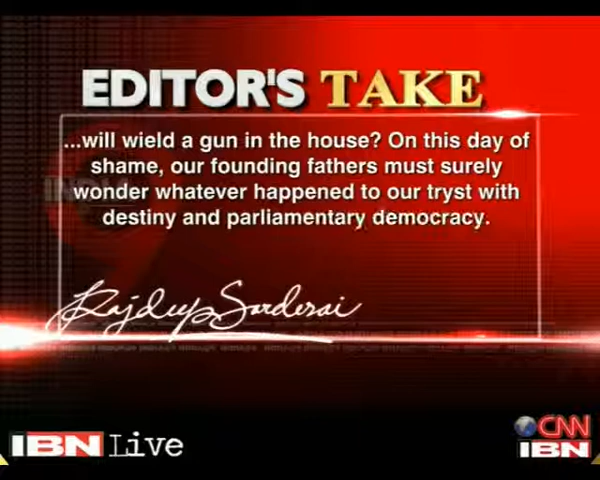 EDITOR'S TAKE
...will wield a gun in the house? On this day of
shame, our founding fathers must surely
wonder whatever happened to our tryst with
destiny and parliamentary democracy.
Rajdeep Sardesai
IBN Live
CNN
IBN